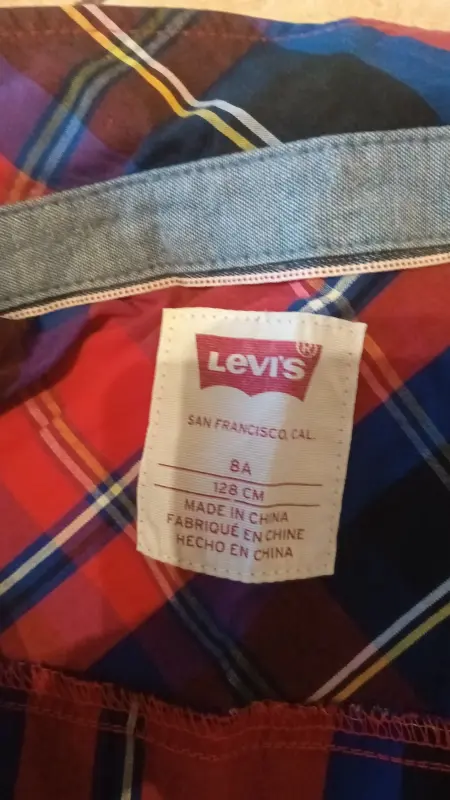 LEVI'S®
SAN FRANCISCO, CAL.
8A
128 CM
MADE IN CHINA
FABRIQUÉ EN CHINE
HECHO EN CHINA